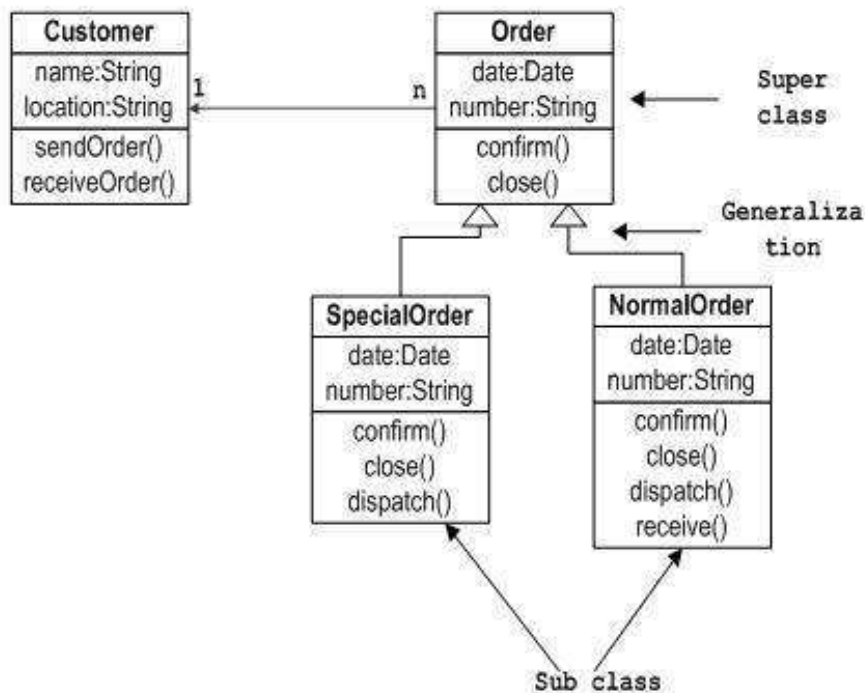 Customer
name:String
location:String
sendOrder()
receiveOrder()
1
n
Order
date:Date
number:String
confirm()
close()
Super
class
Generaliza
tion
SpecialOrder
date:Date
number:String
confirm()
close()
dispatch()
NormalOrder
date:Date
number:String
confirm()
close()
dispatch()
receive()
Sub class